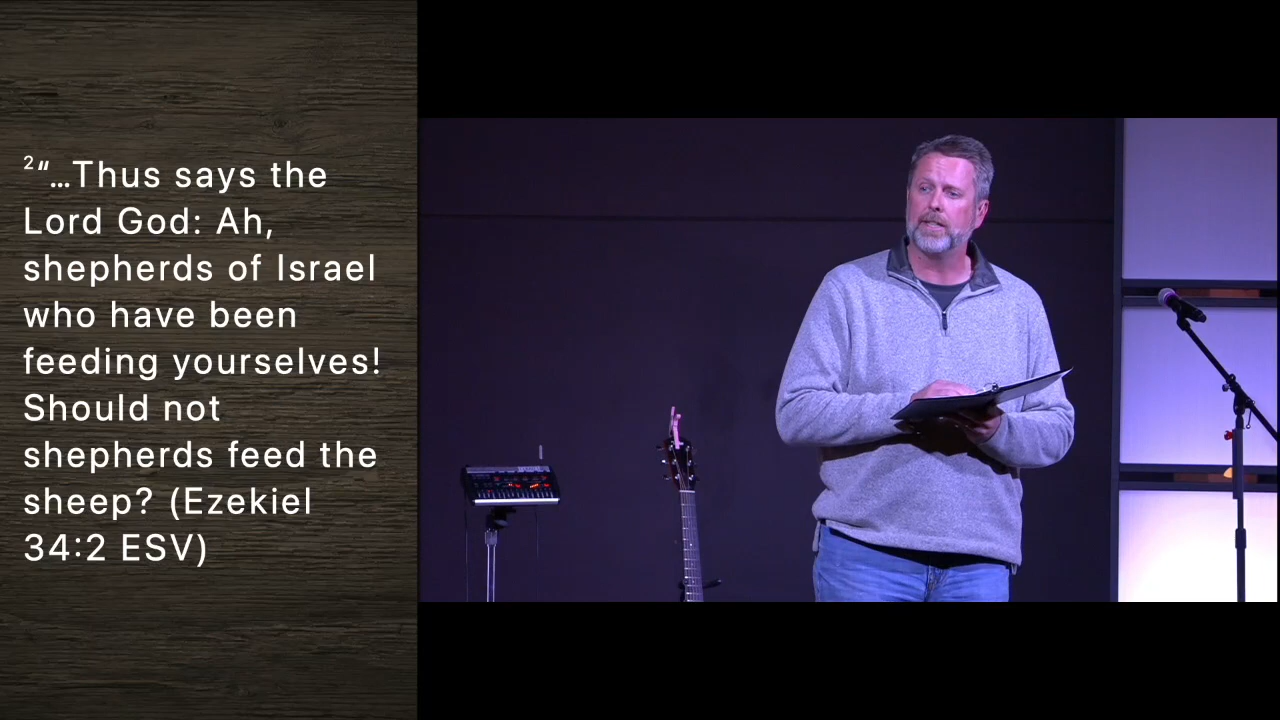 ²“…Thus says the
Lord God: Ah,
shepherds of Israel
who have been
feeding yourselves!
Should not
shepherds feed the
sheep? (Ezekiel
34:2 ESV)